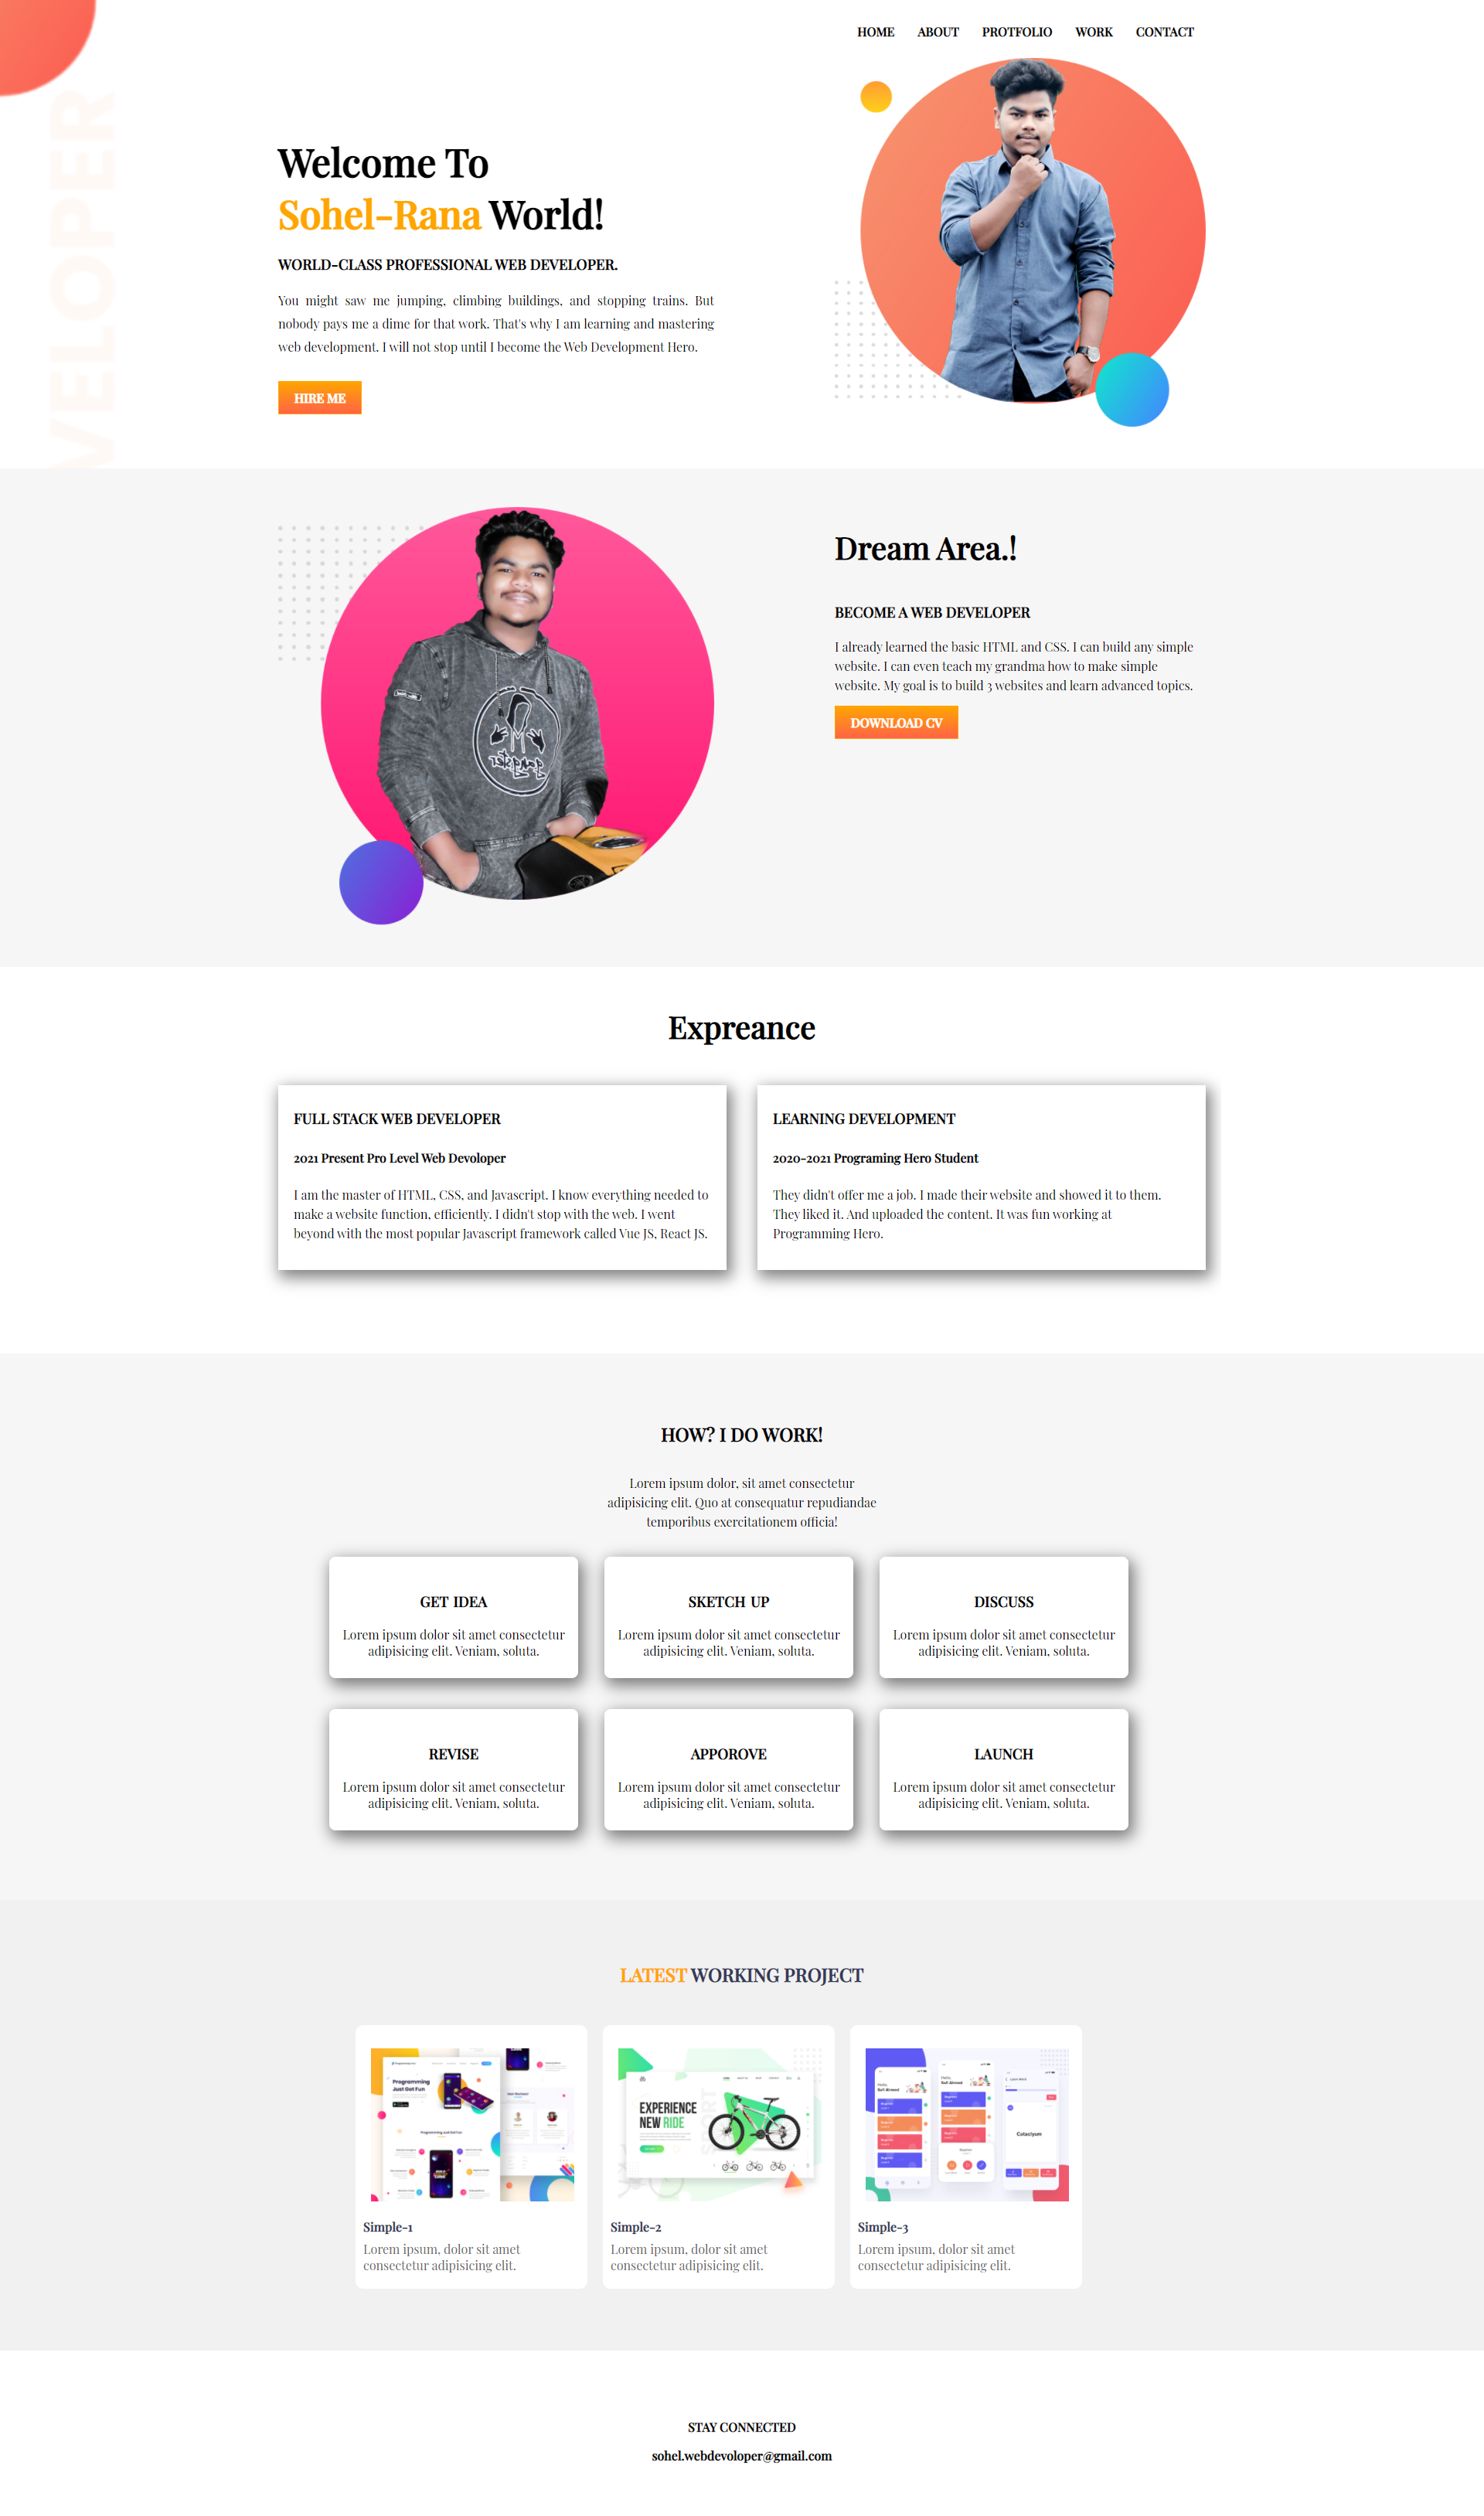 HOME ABOUT PROTFOLIO WORK CONTACT
VELOPER
Welcome To
Sohel-Rana World!
WORLD-CLASS PROFESSIONAL WEB DEVELOPER.
You might saw me jumping, climbing buildings, and stopping trains. But
nobody pays me a dime for that work. That's why I am learning and mastering
web development. I will not stop until I become the Web Development Hero.
HIRE ME
Dream Area.!
BECOME A WEB DEVELOPER
I already learned the basic HTML and CSS. I can build any simple
website. I can even teach my grandma how to make simple
website. My goal is to build 3 websites and learn advanced topics.
DOWNLOAD CV
Expreance
FULL STACK WEB DEVELOPER
2021 Present Pro Level Web Devoloper
I am the master of HTML, CSS, and Javascript. I know everything needed to
make a website function, efficiently. I didn't stop with the web. I went
beyond with the most popular Javascript framework called Vue JS, React JS.
LEARNING DEVELOPMENT
2020-2021 Programing Hero Student
They didn't offer me a job. I made their website and showed it to them.
They liked it. And uploaded the content. It was fun working at
Programming Hero.
HOW? I DO WORK!
Lorem ipsum dolor, sit amet consectetur
adipisicing elit. Quo at consequatur repudiandae
temporibus exercitationem officia!
GET IDEA
Lorem ipsum dolor sit amet consectetur
adipisicing elit. Veniam, soluta.
SKETCH UP
Lorem ipsum dolor sit amet consectetur
adipisicing elit. Veniam, soluta.
DISCUSS
Lorem ipsum dolor sit amet consectetur
adipisicing elit. Veniam, soluta.
REVISE
Lorem ipsum dolor sit amet consectetur
adipisicing elit. Veniam, soluta.
APPOROVE
Lorem ipsum dolor sit amet consectetur
adipisicing elit. Veniam, soluta.
LAUNCH
Lorem ipsum dolor sit amet consectetur
adipisicing elit. Veniam, soluta.
LATEST WORKING PROJECT
Programming
Just Got Fun
Programming Just Got Fun
Simple-1
Lorem ipsum, dolor sit amet
consectetur adipisicing elit.
EXPERIENCE
NEW RIDE
Simple-2
Lorem ipsum, dolor sit amet
consectetur adipisicing elit.
Hello,
Hello,
Cataclysm
Simple-3
Lorem ipsum, dolor sit amet
consectetur adipisicing elit.
STAY CONNECTED
sohel.webdevoloper@gmail.com